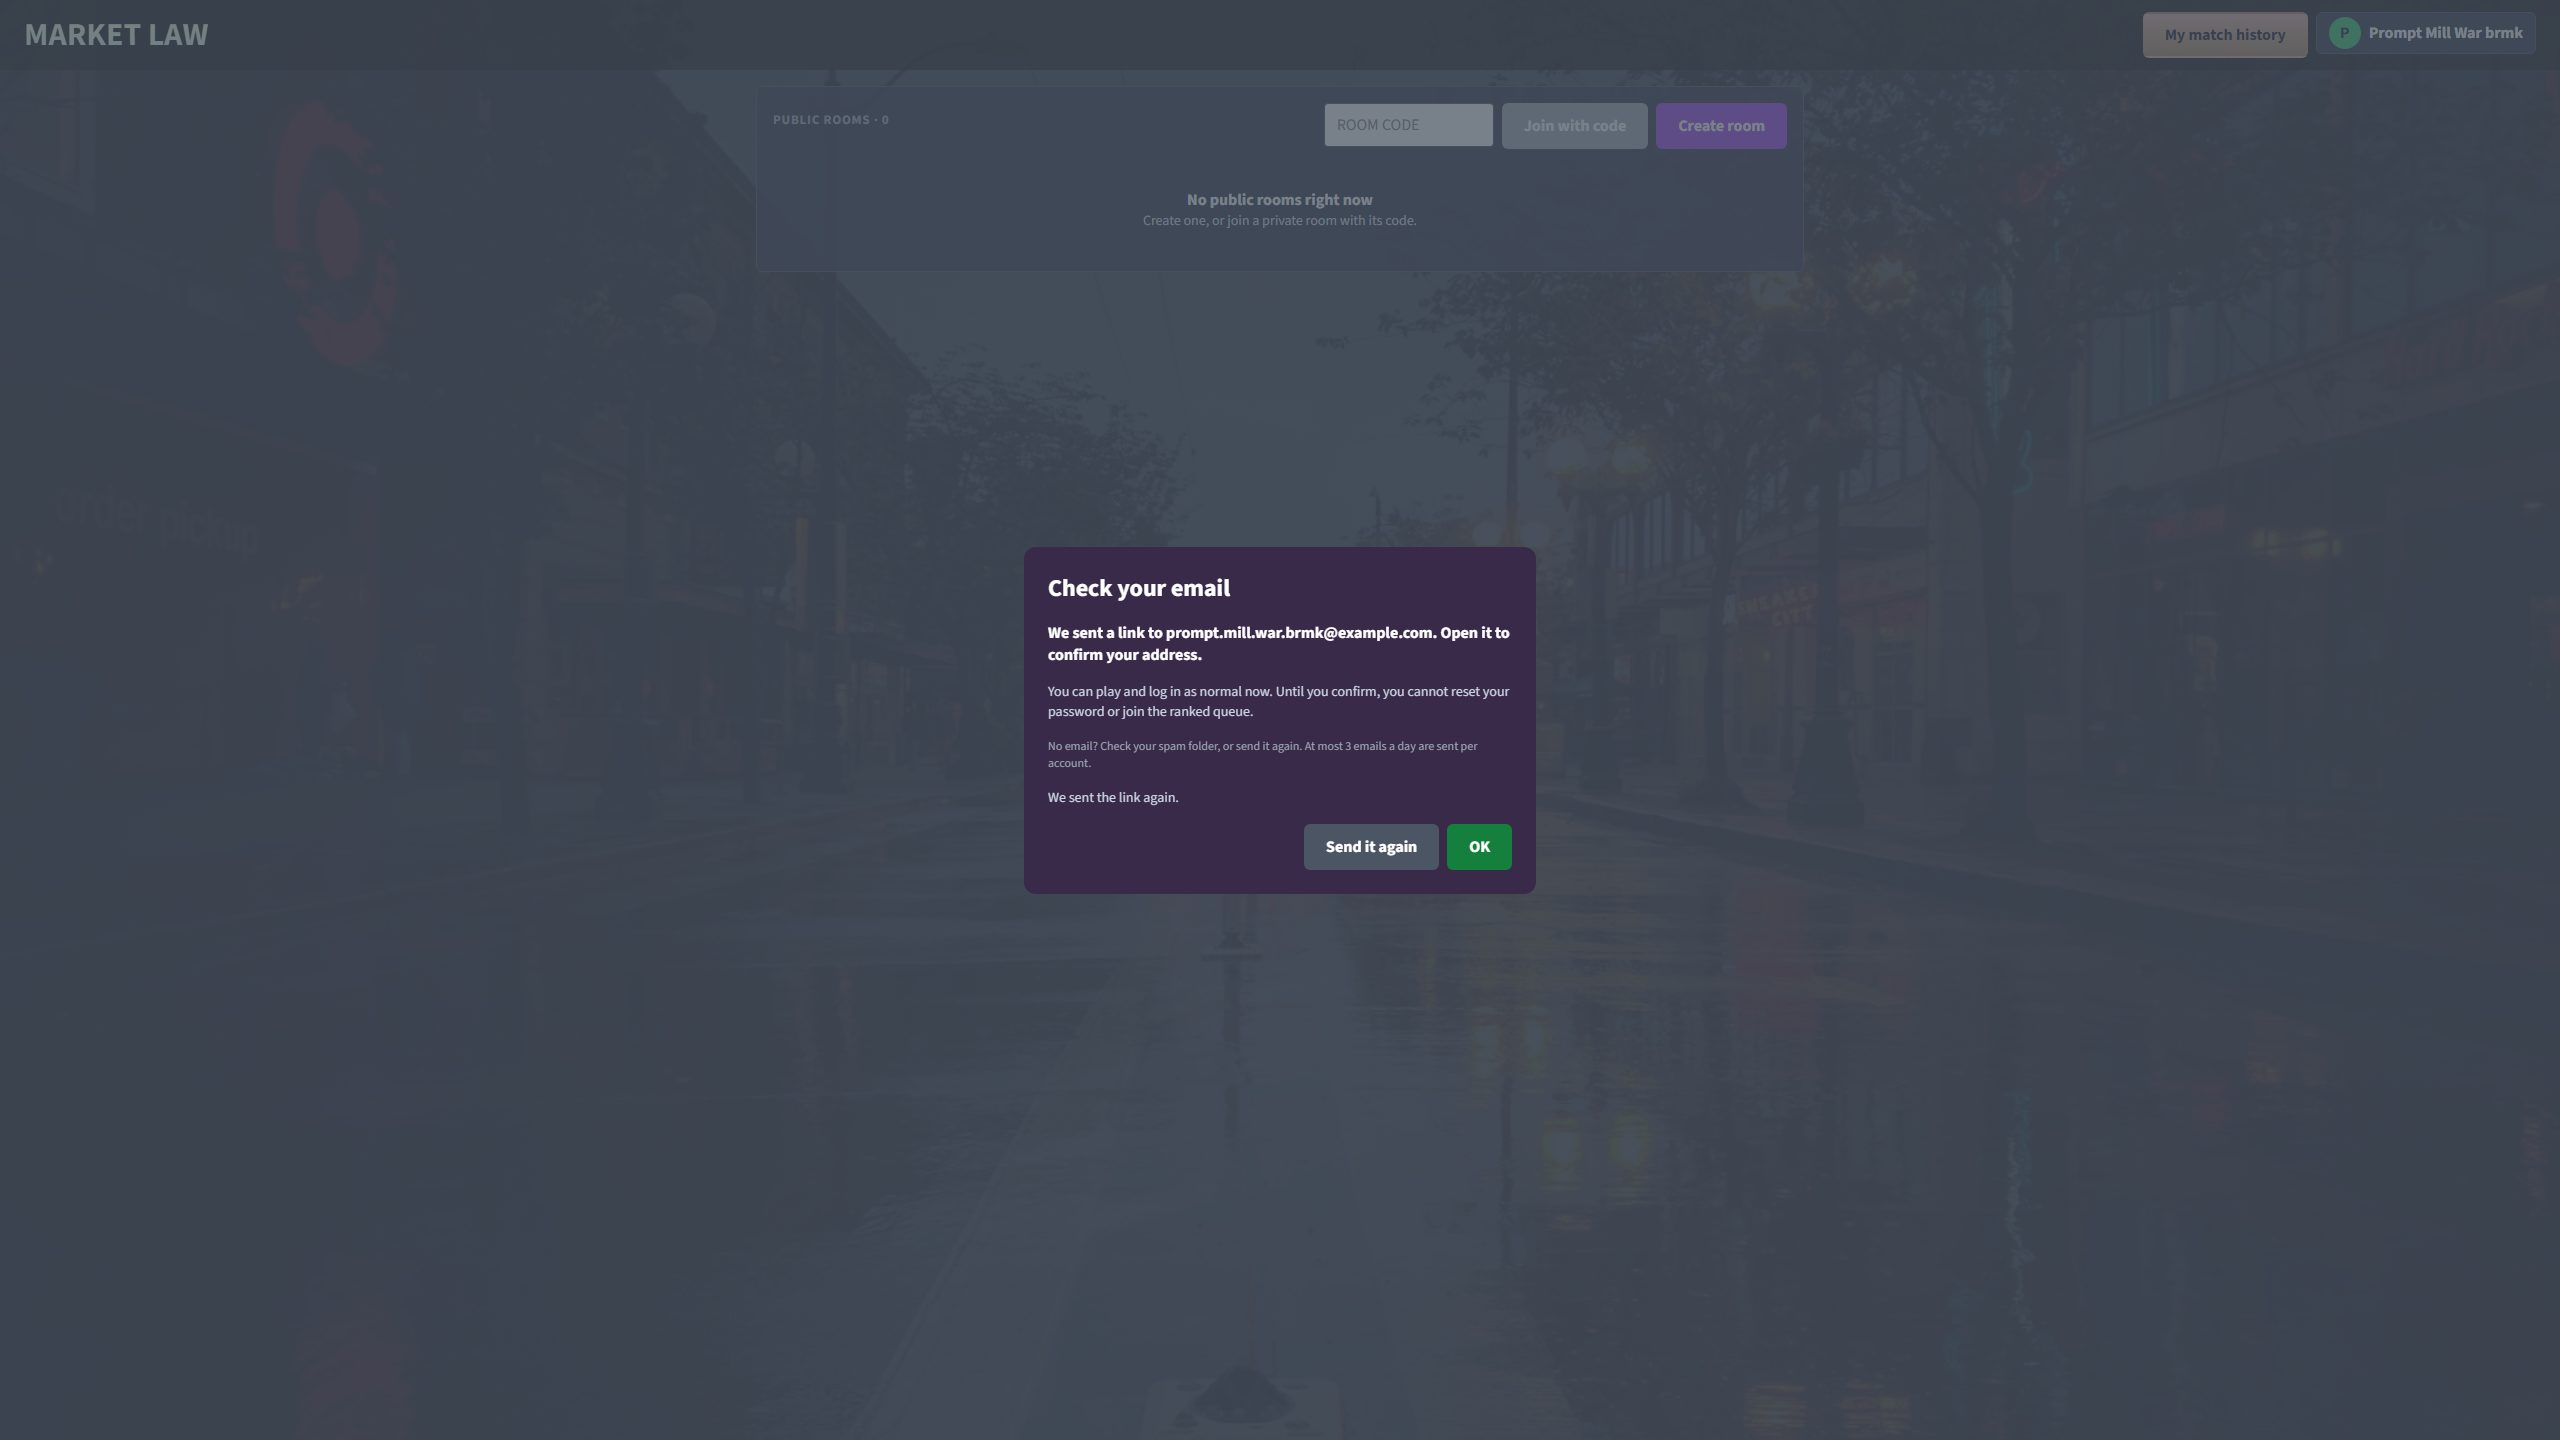 MARKET LAW
My match history
P
Prompt Mill War brmk
PUBLIC ROOMS · 0
ROOM CODE
Join with code
Create room
No public rooms right now
Create one, or join a private room with its code.
order pickup
SNEAKER
CITY
Check your email
We sent a link to prompt.mill.war.brmk@example.com. Open it to
confirm your address.
You can play and log in as normal now. Until you confirm, you cannot reset your
password or join the ranked queue.
No email? Check your spam folder, or send it again. At most 3 emails a day are sent per
account.
We sent the link again.
Send it again
OK